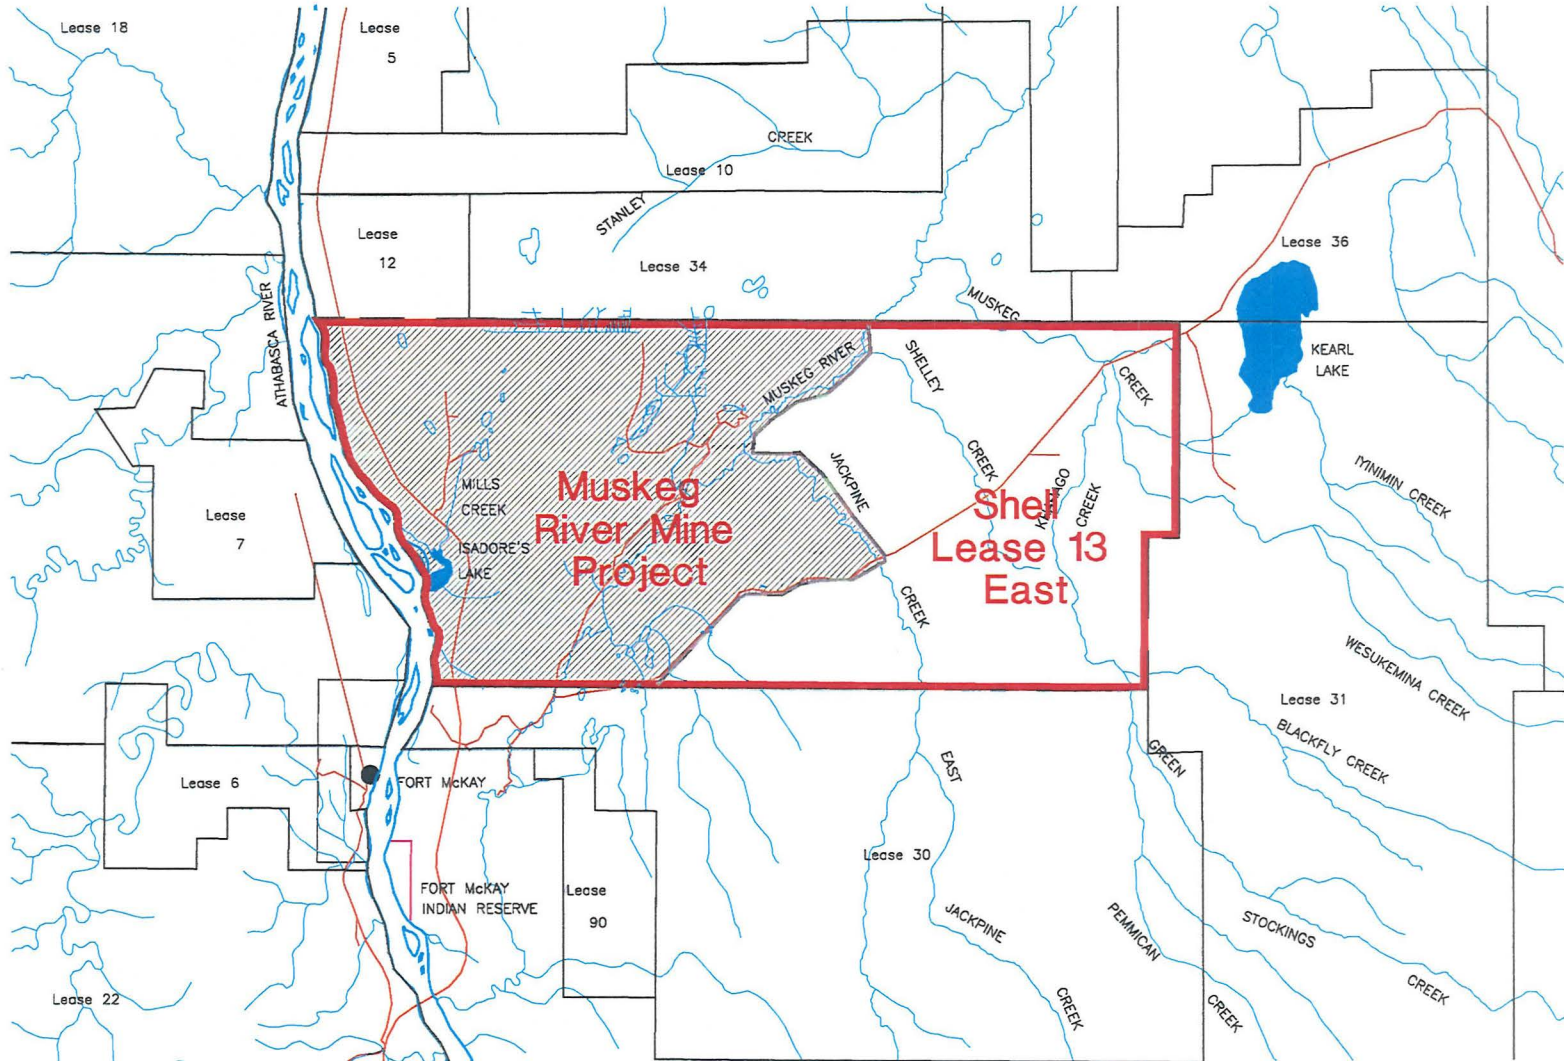 Lease 18
Lease
5
CREEK
Lease 10
STANLEY
Lease
12
Lease 34
Lease 36
ATHABASCA RIVER
MUSKEG
MUSKEG RIVER
SHELLEY
CREEK
KEARL
LAKE
CREEK
JACKPINE
IYINIMIN CREEK
MILLS
CREEK
Muskeg
River Mine
Project
Shell
Lease 13
East
CREEK
Lease
7
ISADORE'S
LAKE
CREEK
WESUKEMINA CREEK
Lease 31
BLACKFLY CREEK
GREEN
EAST
Lease 6
FORT McKAY
Lease 30
FORT McKAY
INDIAN RESERVE
Lease
90
JACKPINE
CREEK
PEMMICAN
CREEK
STOCKINGS
CREEK
Lease 22